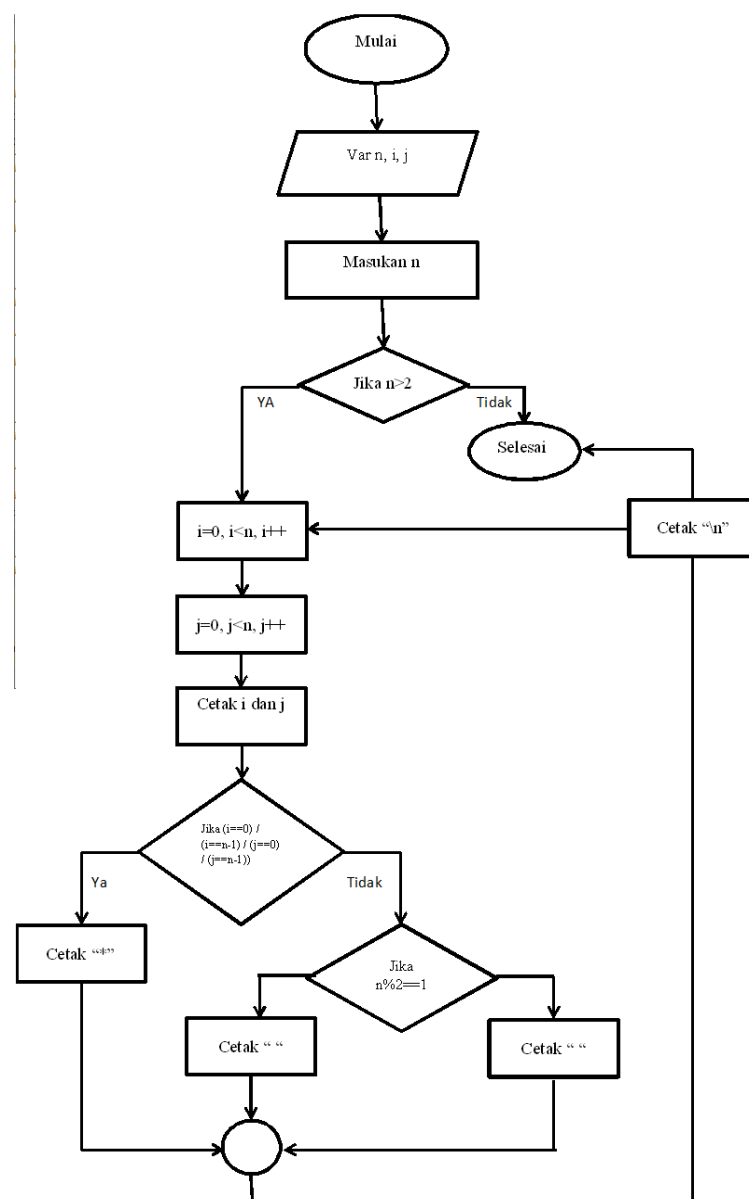 Mulai
Var n, i, j
Masukan n
Jika n>2
YA
Tidak
Selesai
i=0, i<n, i++
Cetak “\n”
j=0, j<n, j++
Cetak i dan j
Jika (i==0) /
(i==n-1) / (j==0)
/ (j==n-1))
Ya
Tidak
Cetak “*”
Jika
n%2==1
Cetak “ “
Cetak “ “